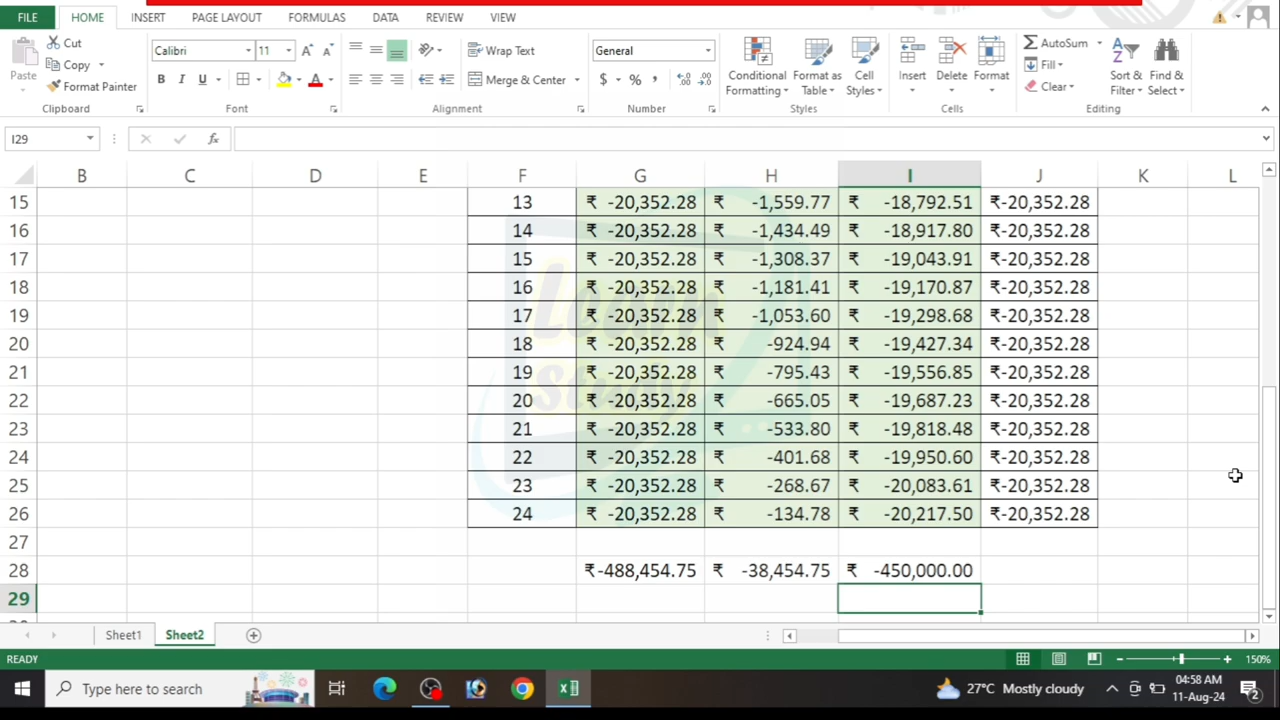 FILE HOME INSERT PAGE LAYOUT FORMULAS DATA REVIEW VIEW
Paste Cut Copy Format Painter Clipboard
Calibri 11 B I U A Font
Wrap Text Merge & Center Alignment
General $ % , Number
Conditional Formatting Format as Table Cell Styles Styles
Insert Delete Format Cells
AutoSum Fill Clear Sort & Filter Find & Select Editing
I29 fx
B C D E F G H I J K L
15 13 ₹ -20,352.28 ₹ -1,559.77 ₹ -18,792.51 ₹-20,352.28
16 14 ₹ -20,352.28 ₹ -1,434.49 ₹ -18,917.80 ₹-20,352.28
17 15 ₹ -20,352.28 ₹ -1,308.37 ₹ -19,043.91 ₹-20,352.28
18 16 ₹ -20,352.28 ₹ -1,181.41 ₹ -19,170.87 ₹-20,352.28
19 17 ₹ -20,352.28 ₹ -1,053.60 ₹ -19,298.68 ₹-20,352.28
20 18 ₹ -20,352.28 ₹ -924.94 ₹ -19,427.34 ₹-20,352.28
21 19 ₹ -20,352.28 ₹ -795.43 ₹ -19,556.85 ₹-20,352.28
22 20 ₹ -20,352.28 ₹ -665.05 ₹ -19,687.23 ₹-20,352.28
23 21 ₹ -20,352.28 ₹ -533.80 ₹ -19,818.48 ₹-20,352.28
24 22 ₹ -20,352.28 ₹ -401.68 ₹ -19,950.60 ₹-20,352.28
25 23 ₹ -20,352.28 ₹ -268.67 ₹ -20,083.61 ₹-20,352.28
26 24 ₹ -20,352.28 ₹ -134.78 ₹ -20,217.50 ₹-20,352.28
27
28 ₹-488,454.75 ₹ -38,454.75 ₹ -450,000.00
29
Learn
Study
Sheet1 Sheet2
READY 150%
Type here to search 27°C Mostly cloudy 04:58 AM
11-Aug-24 2